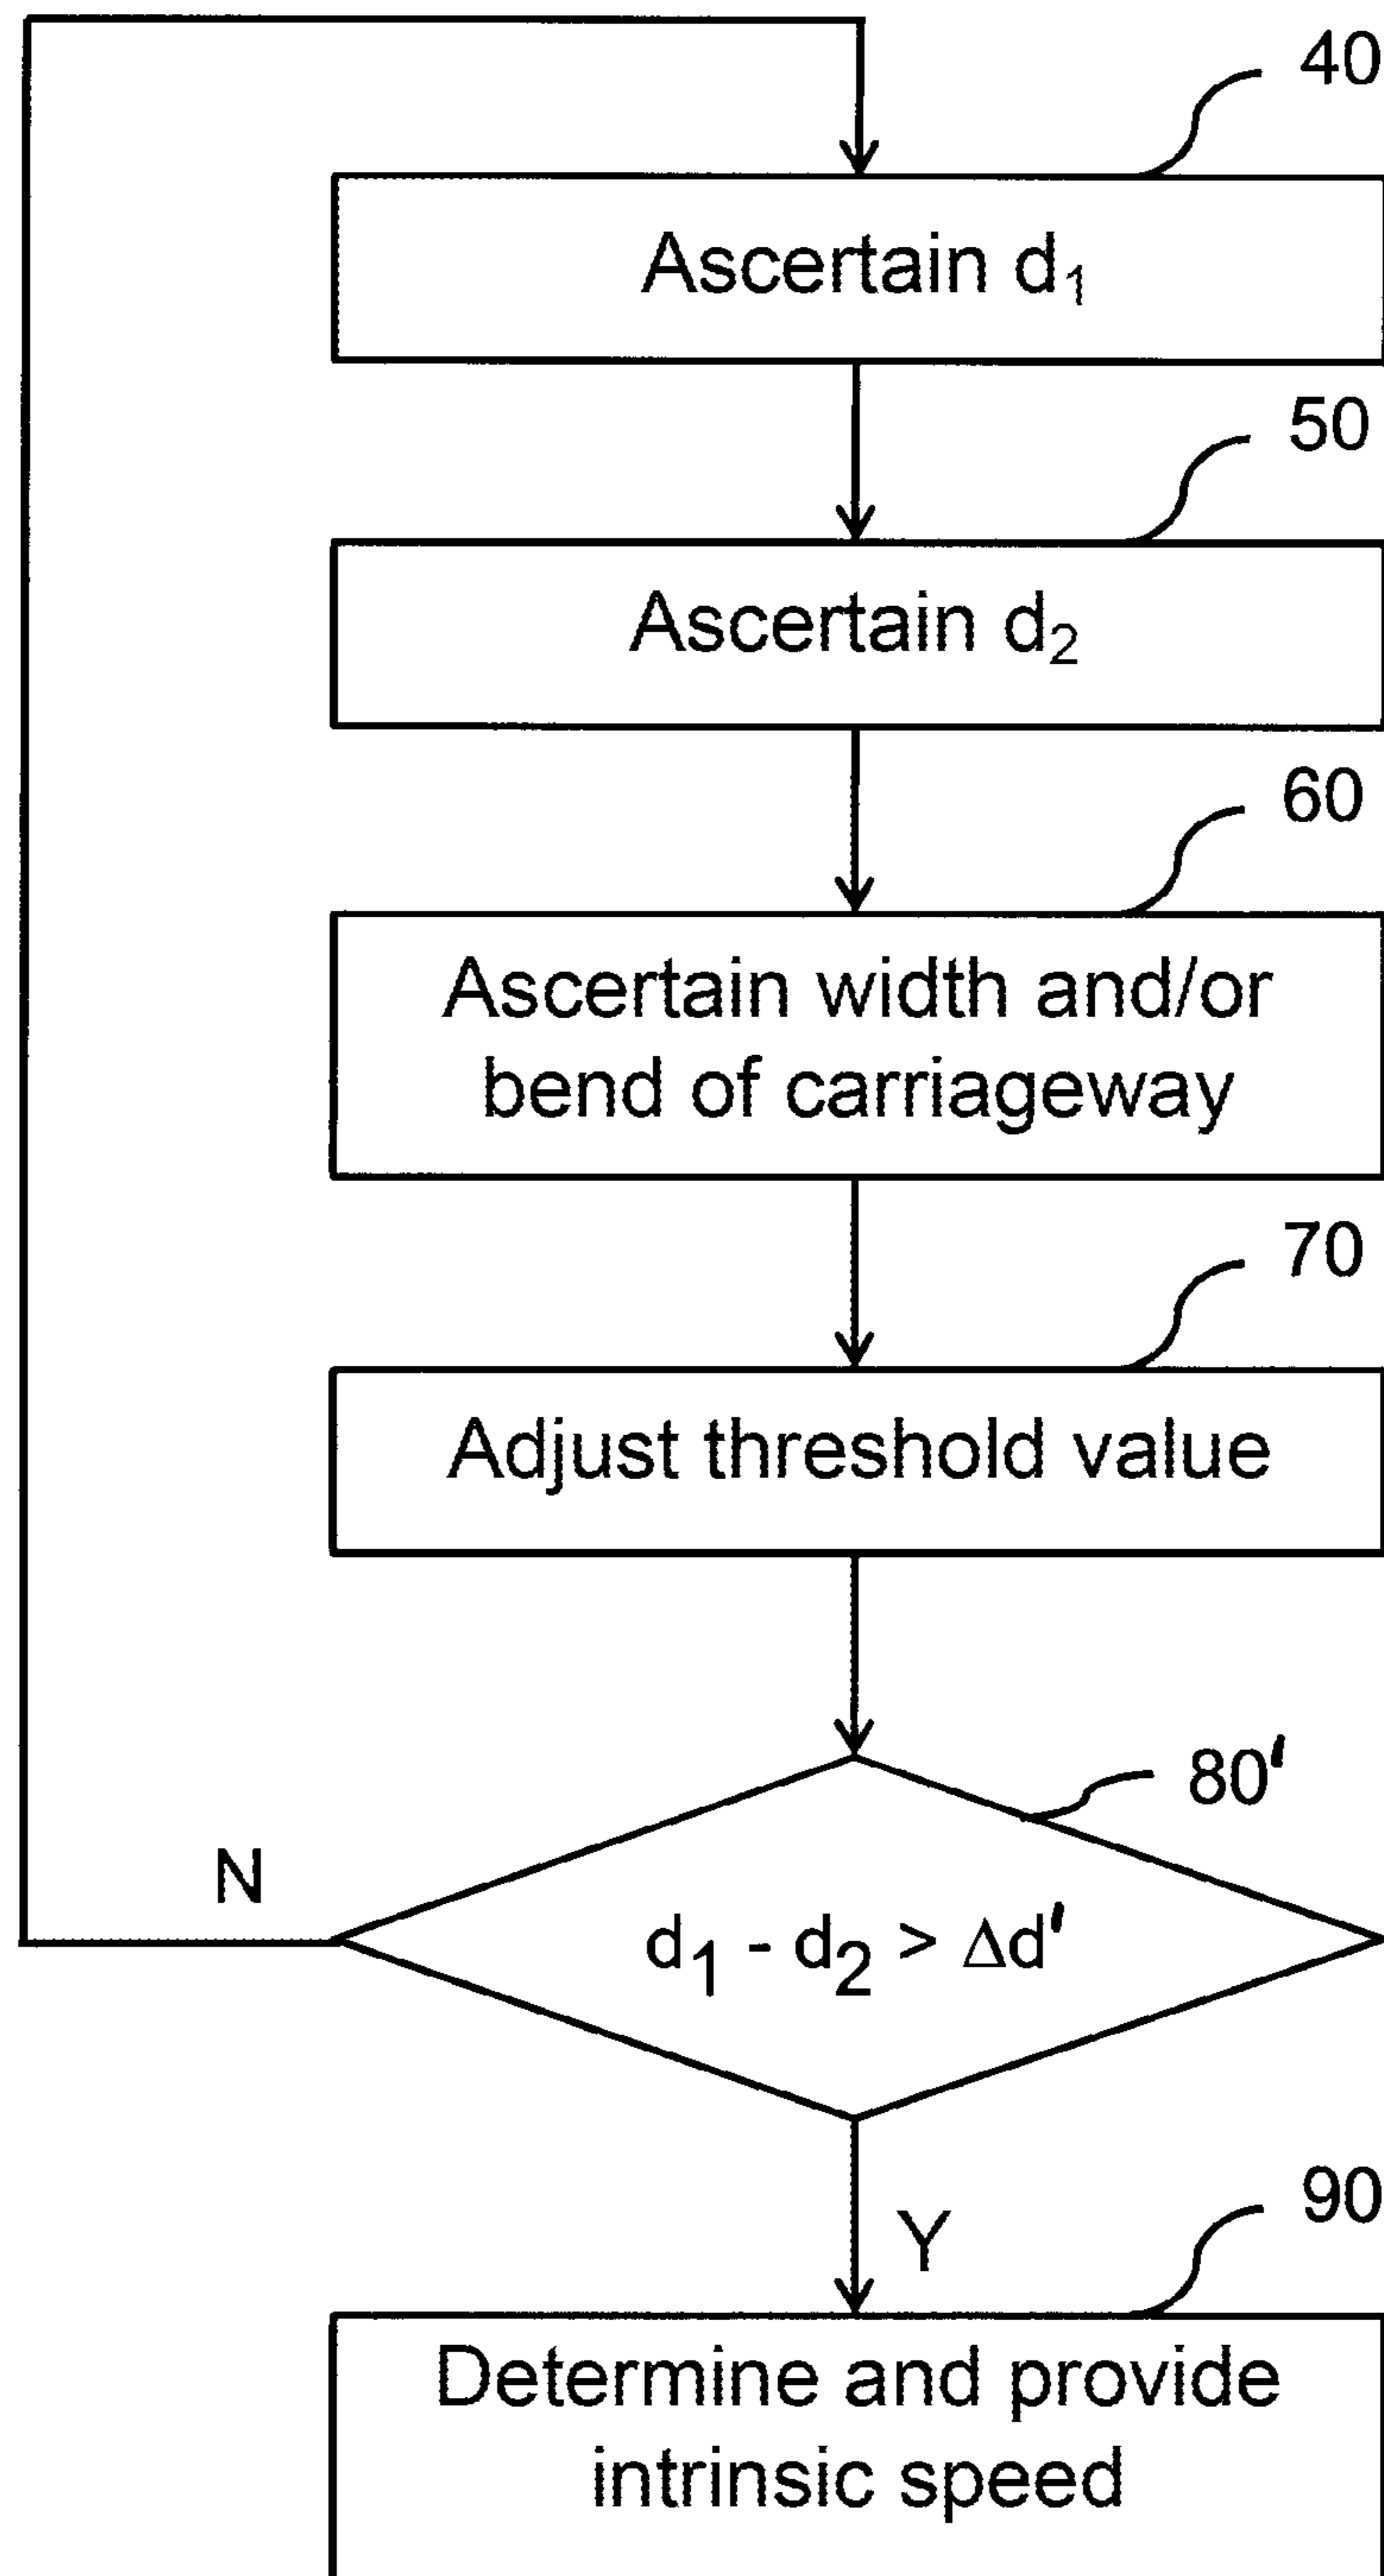 40
Ascertain d₁
50
Ascertain d₂
60
Ascertain width and/or
bend of carriageway
70
Adjust threshold value
80'
N
d₁ - d₂ > Δd'
Y
90
Determine and provide
intrinsic speed